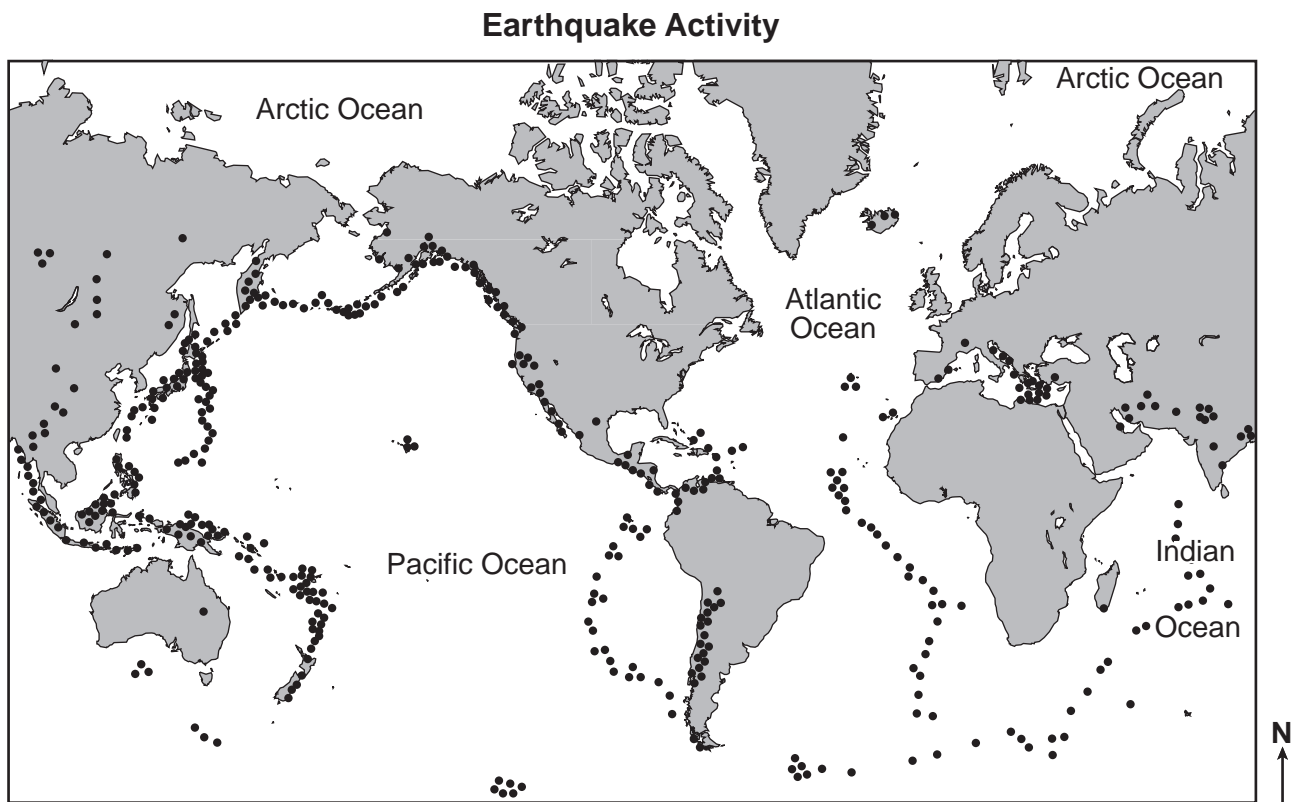 Earthquake Activity
Arctic Ocean
Arctic Ocean
Atlantic
Ocean
Pacific Ocean
Indian
Ocean
N